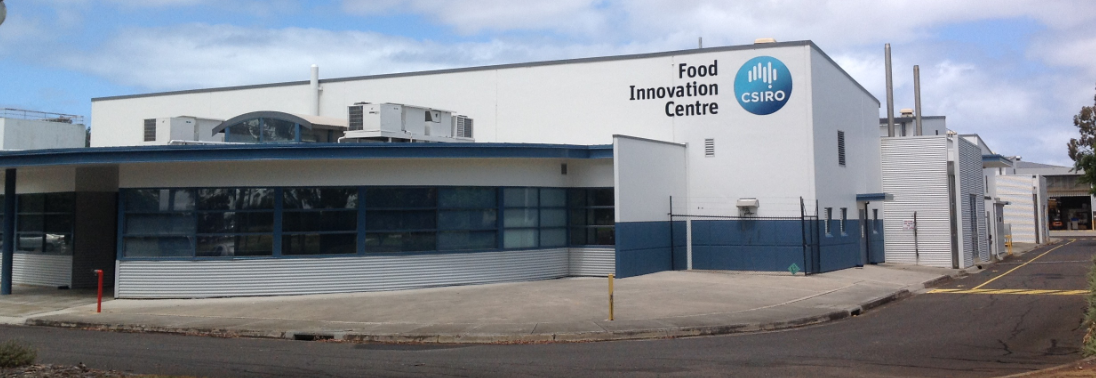 Food
Innovation
Centre
CSIRO